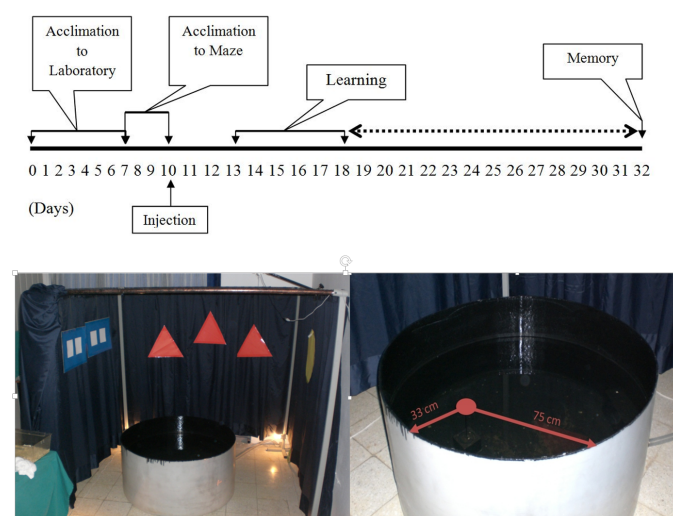 Acclimation
to
Laboratory
Acclimation
to Maze
Learning
Memory
0 1 2 3 4 5 6 7 8 9 10 11 12 13 14 15 16 17 18 19 20 21 22 23 24 25 26 27 28 29 30 31 32
(Days)
Injection
33 cm
75 cm